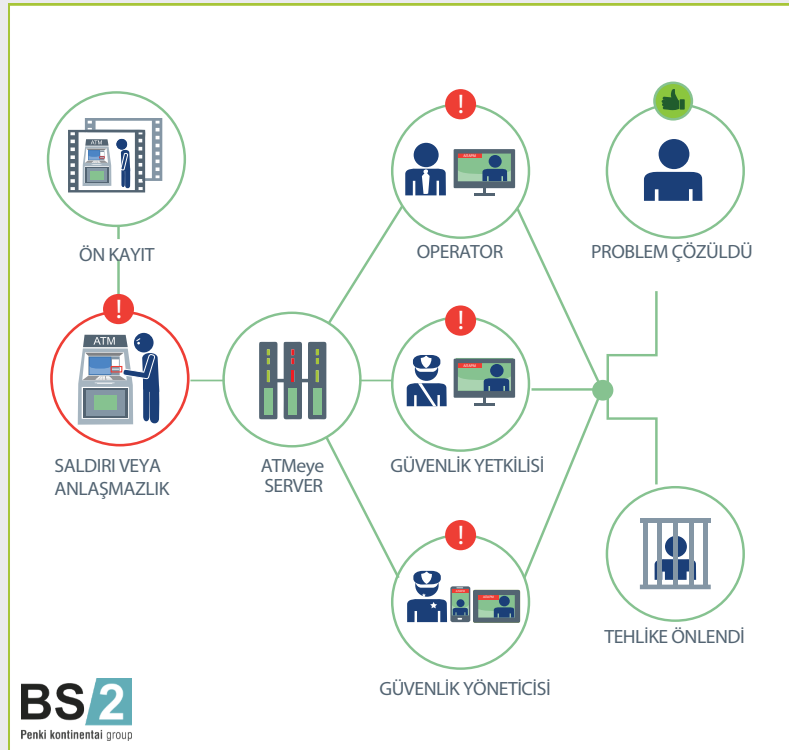 ATM
ÖN KAYIT
!
ATM
SALDIRI VEYA
ANLAŞMAZLIK
ATMeye
SERVER
!
OPERATOR
!
GÜVENLİK YETKİLİSİ
!
GÜVENLİK YÖNETİCİSİ
PROBLEM ÇÖZÜLDÜ
TEHLİKE ÖNLENDİ
BS/2
Penki kontinentai group